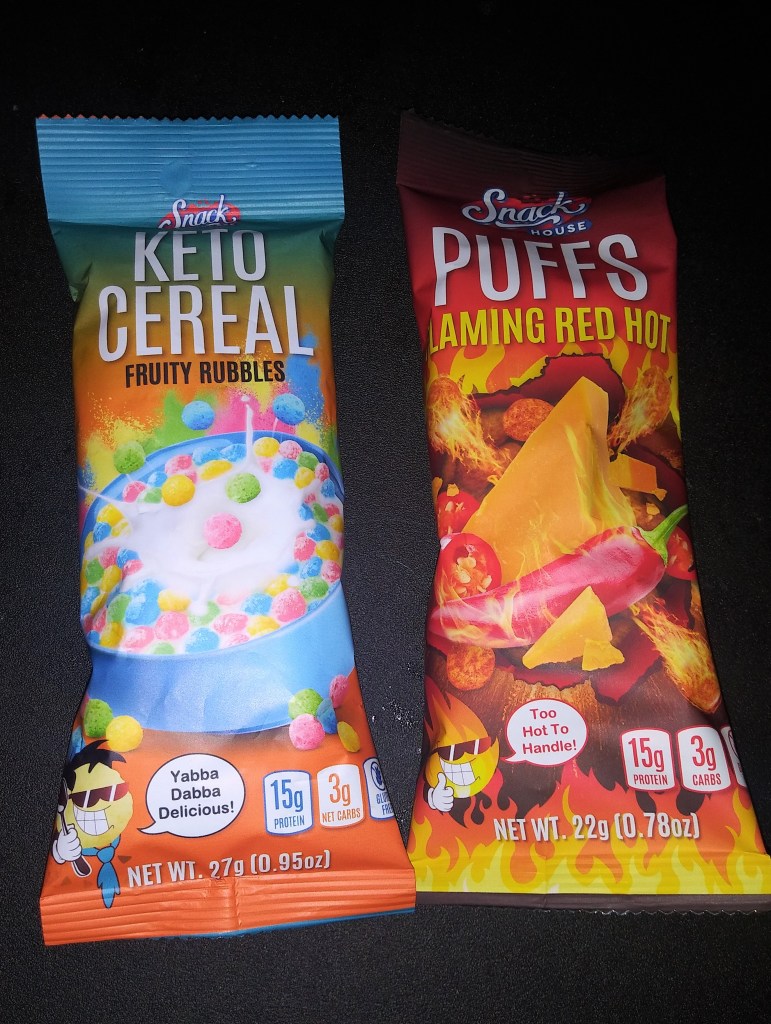 Snack
KETO
CEREAL
FRUITY RUBBLES
Yabba
Dabba
Delicious!
15g
PROTEIN
3g
NET CARBS
NET WT. 27g (0.95oz)
Snack
HOUSE
PUFFS
LAMING RED HOT
Too
Hot To
Handle!
15g
PROTEIN
3g
CARBS
NET WT. 22g (0.78oz)